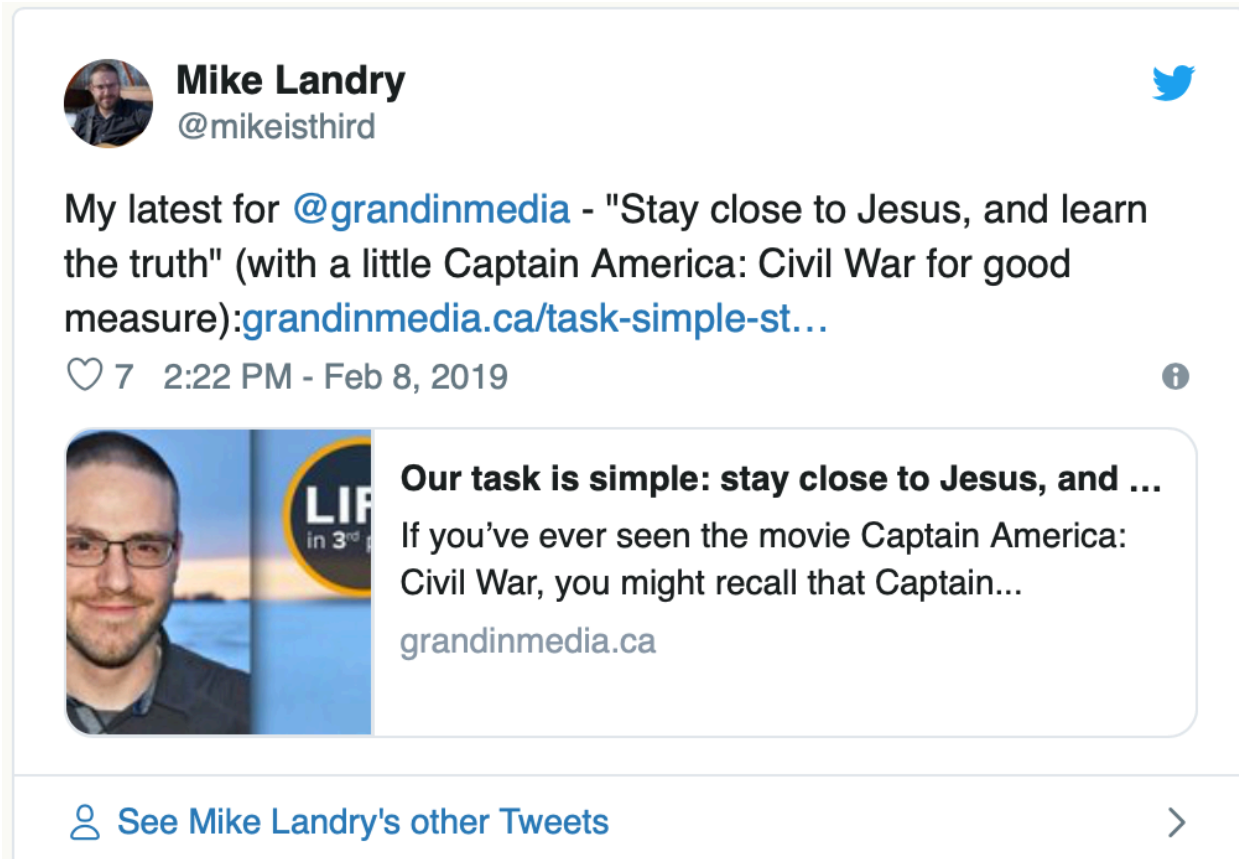 Mike Landry
@mikeisthird
My latest for @grandinmedia - "Stay close to Jesus, and learn
the truth" (with a little Captain America: Civil War for good
measure):grandinmedia.ca/task-simple-st…
7 2:22 PM - Feb 8, 2019
LIF
in 3rd p
Our task is simple: stay close to Jesus, and ...
If you’ve ever seen the movie Captain America:
Civil War, you might recall that Captain...
grandinmedia.ca
See Mike Landry's other Tweets